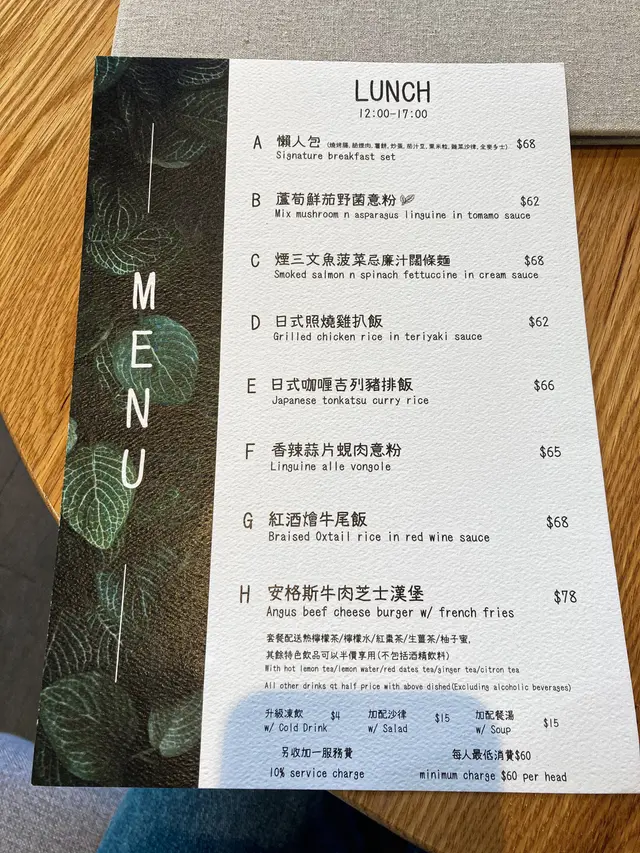 MENU
LUNCH
12:00-17:00
A 懶人包 (燒烤腸, 脆煙肉, 薯餅, 炒蛋, 茄汁豆, 粟米粒, 雜菜沙律, 全麥多士) $68
Signature breakfast set
B 蘆荀鮮茄野菌意粉 $62
Mix mushroom n asparagus linguine in tomamo sauce
C 煙三文魚菠菜忌廉汁闊條麵 $68
Smoked salmon n spinach fettuccine in cream sauce
D 日式照燒雞扒飯 $62
Grilled chicken rice in teriyaki sauce
E 日式咖喱吉列豬排飯 $66
Japanese tonkatsu curry rice
F 香辣蒜片蜆肉意粉 $65
Linguine alle vongole
G 紅酒燴牛尾飯 $68
Braised Oxtail rice in red wine sauce
H 安格斯牛肉芝士漢堡 $78
Angus beef cheese burger w/ french fries
套餐配送熱檸檬茶/檸檬水/紅棗茶/生薑茶/柚子蜜,
其餘特色飲品可以半價享用(不包括酒精飲料)
With hot lemon tea/lemon water/red dates tea/ginger tea/citron tea
All other drinks at half price with above dished(Excluding alcoholic beverages)
升級凍飲 $4 加配沙律 $15 加配餐湯 $15
w/ Cold Drink w/ Salad w/ Soup
另收加一服務費 每人最低消費$60
10% service charge minimum charge $60 per head